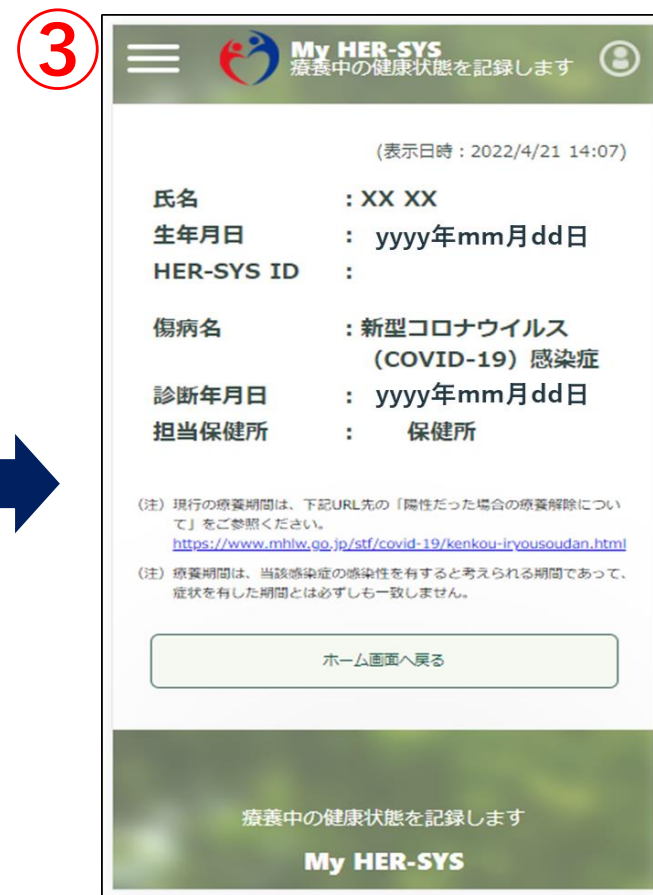 ③
My HER-SYS
療養中の健康状態を記録します
(表示日時：2022/4/21 14:07)
氏名 ：XX XX
生年月日 ： yyyy年mm月dd日
HER-SYS ID ：
傷病名 ：新型コロナウイルス
（COVID-19）感染症
診断年月日 ： yyyy年mm月dd日
担当保健所 ： 保健所
（注）現行の療養期間は、下記URL先の「陽性だった場合の療養解除につい
て」をご参照ください。
https://www.mhlw.go.jp/stf/covid-19/kenkou-iryousoudan.html
（注）療養期間は、当該感染症の感染性を有すると考えられる期間であって、
症状を有した期間とは必ずしも一致しません。
ホーム画面へ戻る
療養中の健康状態を記録します
My HER-SYS